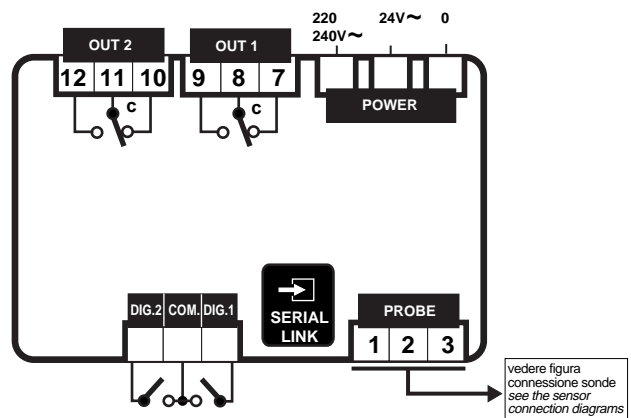 220
240V~ 24V~ 0
OUT 2 OUT 1
12 11 10 9 8 7
POWER
c c
DIG.2 COM. DIG.1
SERIAL
LINK
PROBE
1 2 3
vedere figura
connessione sonde
see the sensor
connection diagrams